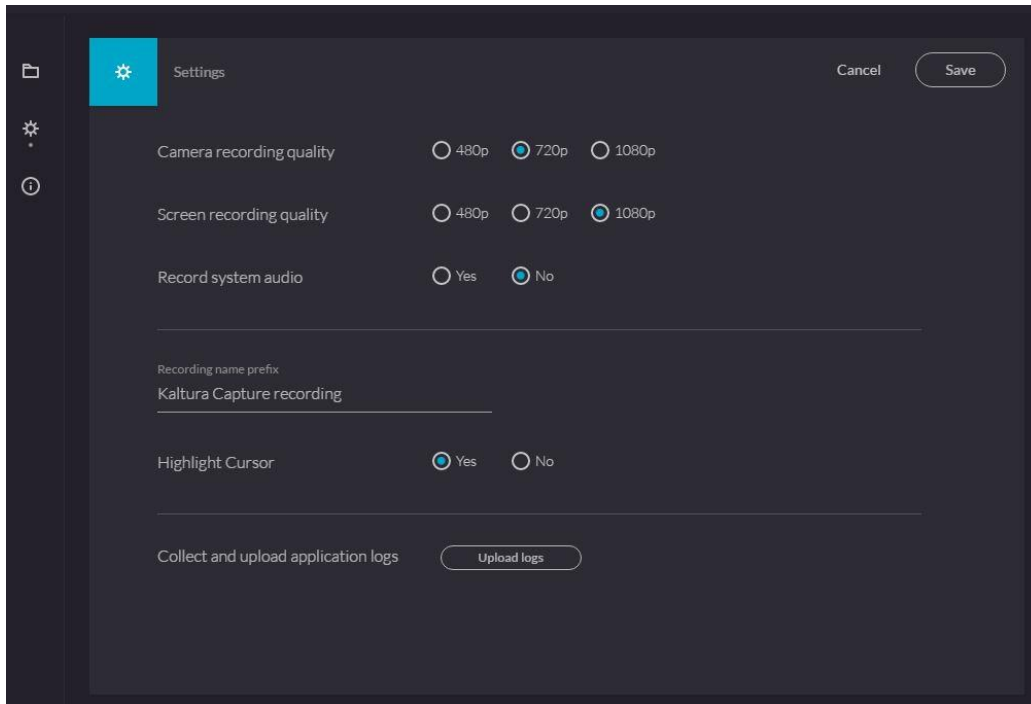 Settings
Cancel
Save
Camera recording quality
480p
720p
1080p
Screen recording quality
480p
720p
1080p
Record system audio
Yes
No
Recording name prefix
Kaltura Capture recording
Highlight Cursor
Yes
No
Collect and upload application logs
Upload logs